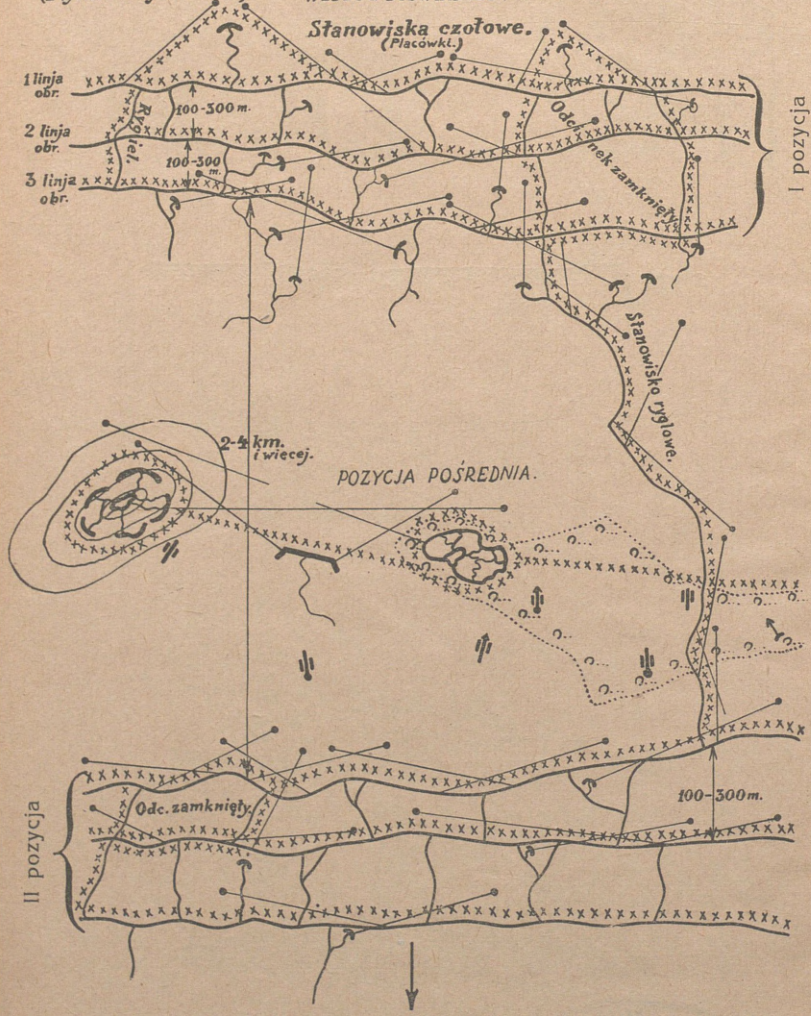 Stanowiska czołowe.
(Placówki.)
1 linja
obr.
100-300 m.
Rygiel.
Odcinek zamknięty.
I pozycja
2 linja
obr.
100-300
m.
3 linja
obr.
Stanowisko ryglowe.
2-4 km.
i więcej.
POZYCJA POŚREDNIA.
II pozycja
Odc. zamknięty.
100-300 m.